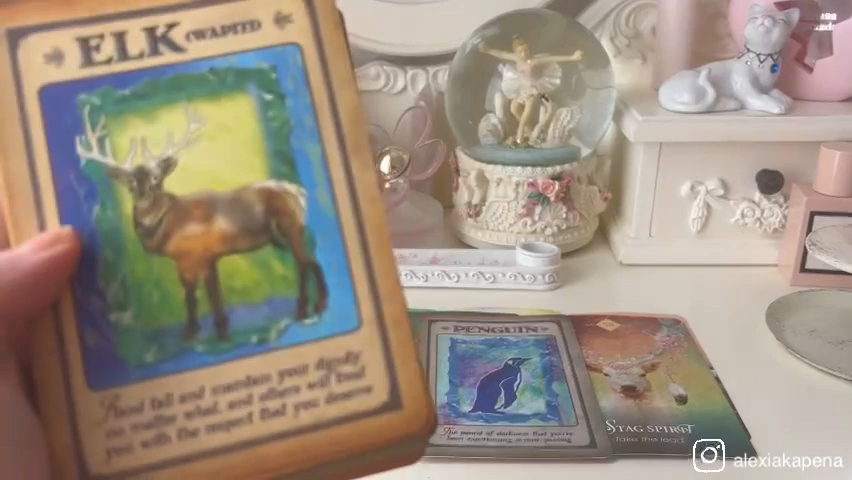 ELK (WAPITI)
Stand tall and maintain your dignity
no matter what, and others will treat
you with the respect that you deserve
PENGUIN
The period of darkness that you've
been experiencing is now passing
STAG SPIRIT
Take the lead
alexiakapena